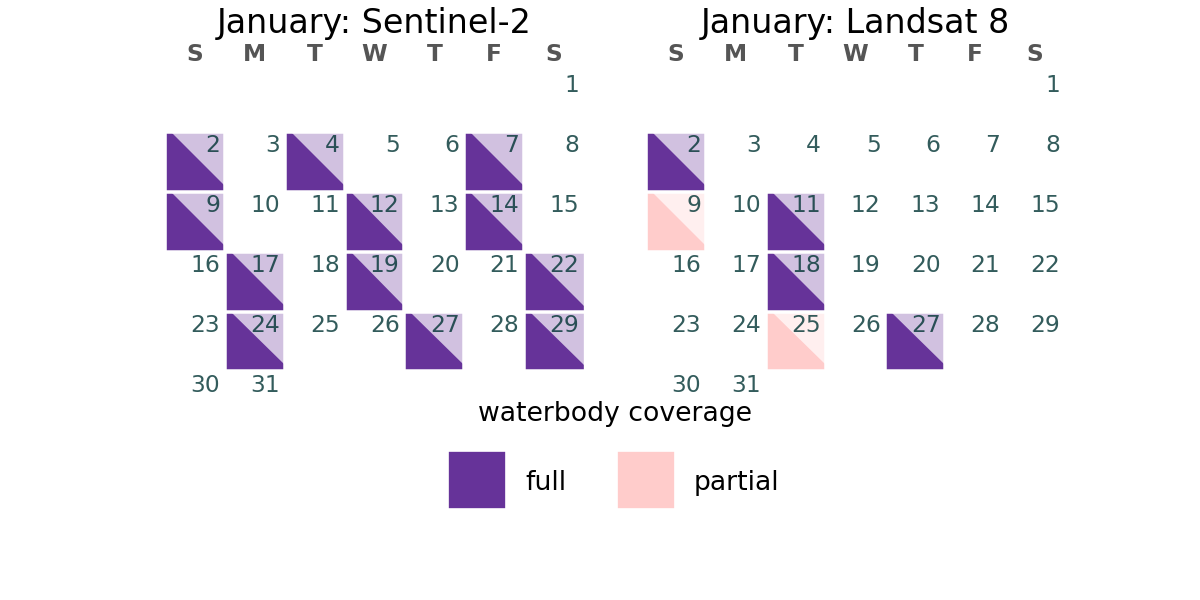 January: Sentinel-2
S M T W T F S
1
2 3 4 5 6 7 8
9 10 11 12 13 14 15
16 17 18 19 20 21 22
23 24 25 26 27 28 29
30 31
January: Landsat 8
S M T W T F S
1
2 3 4 5 6 7 8
9 10 11 12 13 14 15
16 17 18 19 20 21 22
23 24 25 26 27 28 29
30 31
waterbody coverage
full
partial